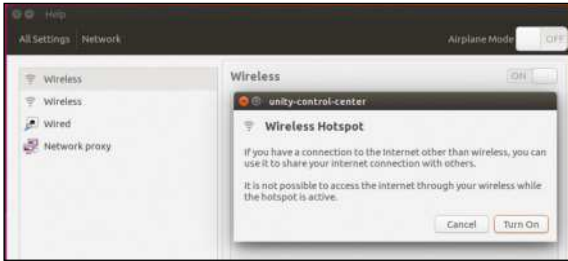 Help
All Settings Network Airplane Mode OFF
Wireless
Wireless
Wired
Network proxy
Wireless ON
unity-control-center
Wireless Hotspot
If you have a connection to the Internet other than wireless, you can
use it to share your internet connection with others.
It is not possible to access the internet through your wireless while
the hotspot is active.
Cancel Turn On